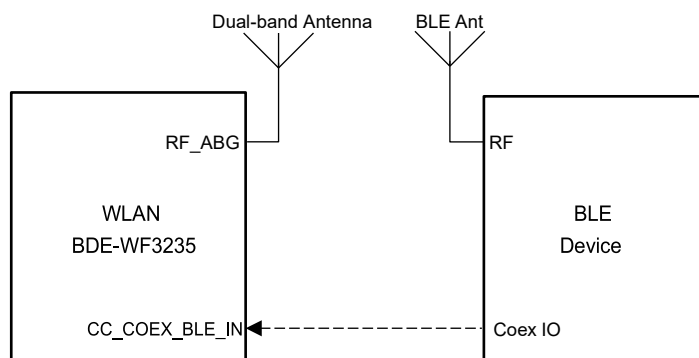 Dual-band Antenna
BLE Ant
RF_ABG
RF
WLAN
BDE-WF3235
BLE
Device
CC_COEX_BLE_IN
Coex IO